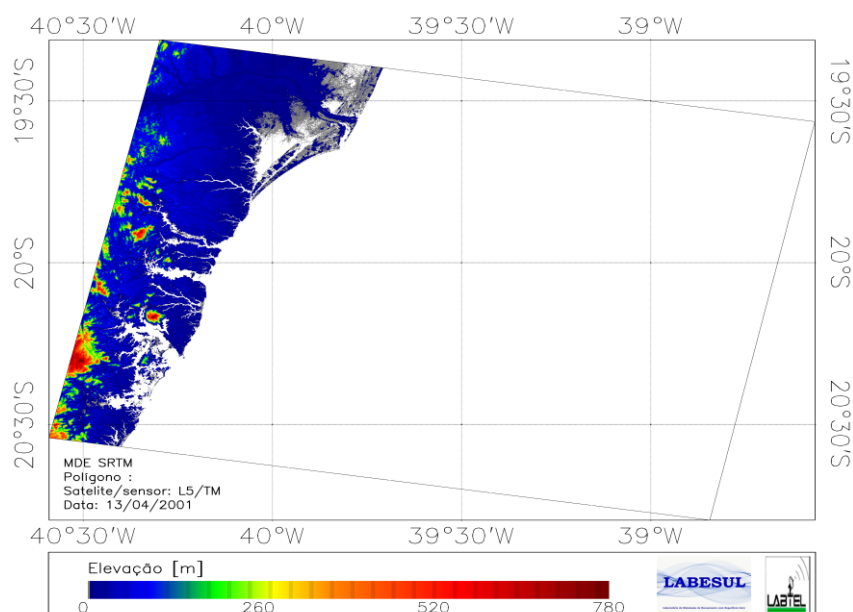 40°30'W 40°W 39°30'W 39°W
19°30'S 19°30'S
20°S 20°S
20°30'S 20°30'S
MDE SRTM
Polígono :
Satelite/sensor: L5/TM
Data: 13/04/2001
40°30'W 40°W 39°30'W 39°W
Elevação [m]
0 260 520 780
LABESUL
LABTEL